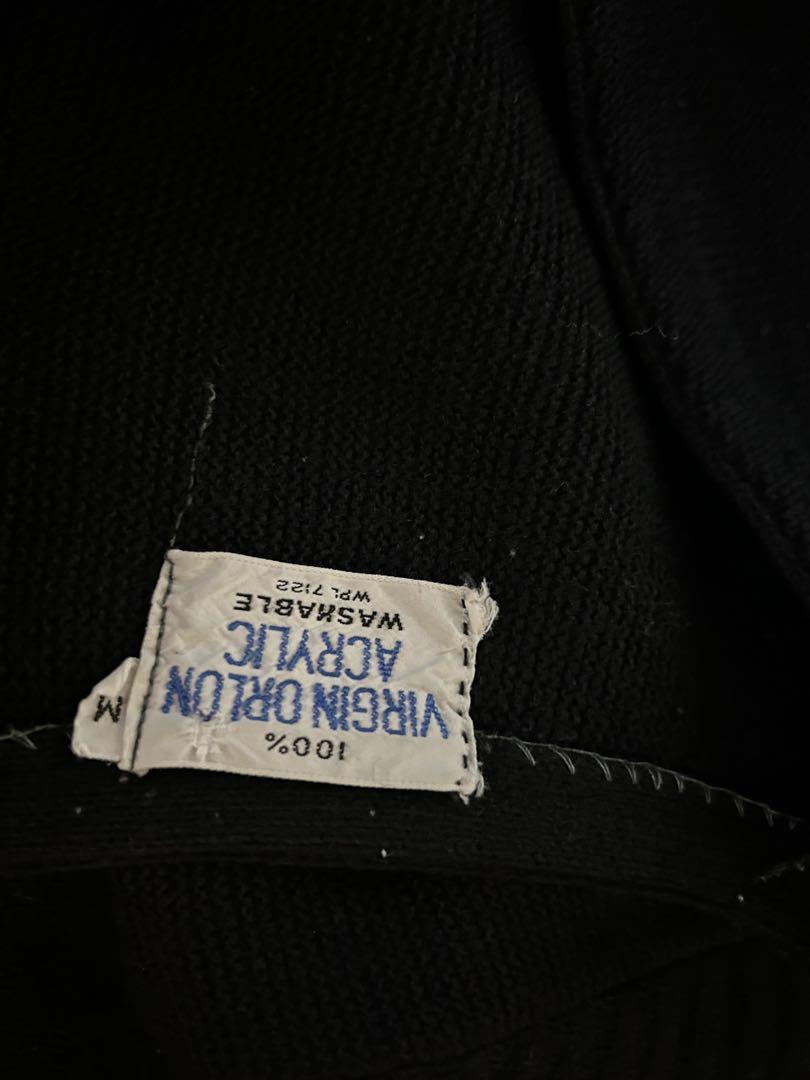 100%
VIRGIN ORLON
ACRYLIC
WASHABLE
WPL 7122
M